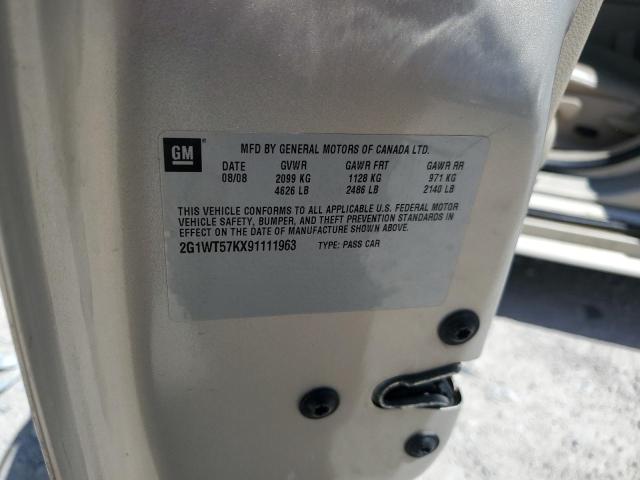 GM MFD BY GENERAL MOTORS OF CANADA LTD.
DATE GVWR GAWR FRT GAWR RR
08/08 2099 KG 1128 KG 971 KG
4626 LB 2486 LB 2140 LB
THIS VEHICLE CONFORMS TO ALL APPLICABLE U.S. FEDERAL MOTOR
VEHICLE SAFETY, BUMPER, AND THEFT PREVENTION STANDARDS IN
EFFECT ON THE DATE OF MANUFACTURE SHOWN ABOVE.
2G1WT57KX91111963 TYPE: PASS CAR